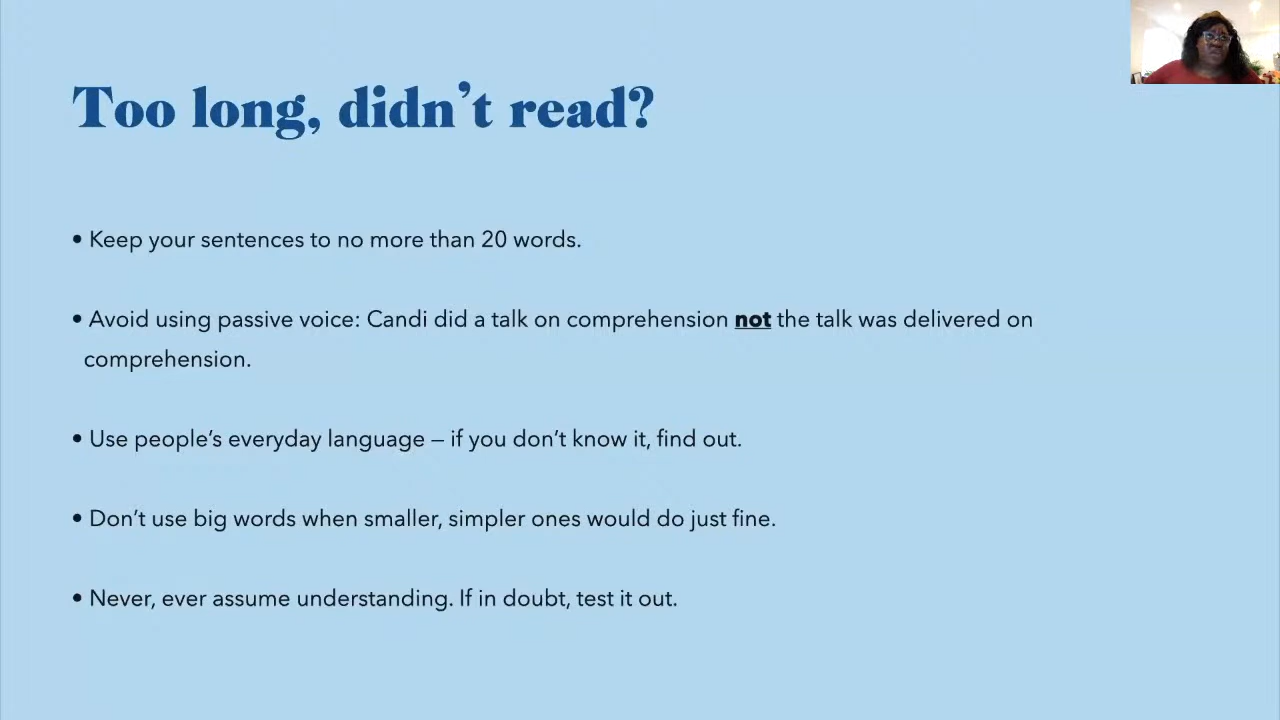 Too long, didn’t read?
• Keep your sentences to no more than 20 words.
• Avoid using passive voice: Candi did a talk on comprehension not the talk was delivered on
comprehension.
• Use people’s everyday language – if you don’t know it, find out.
• Don’t use big words when smaller, simpler ones would do just fine.
• Never, ever assume understanding. If in doubt, test it out.